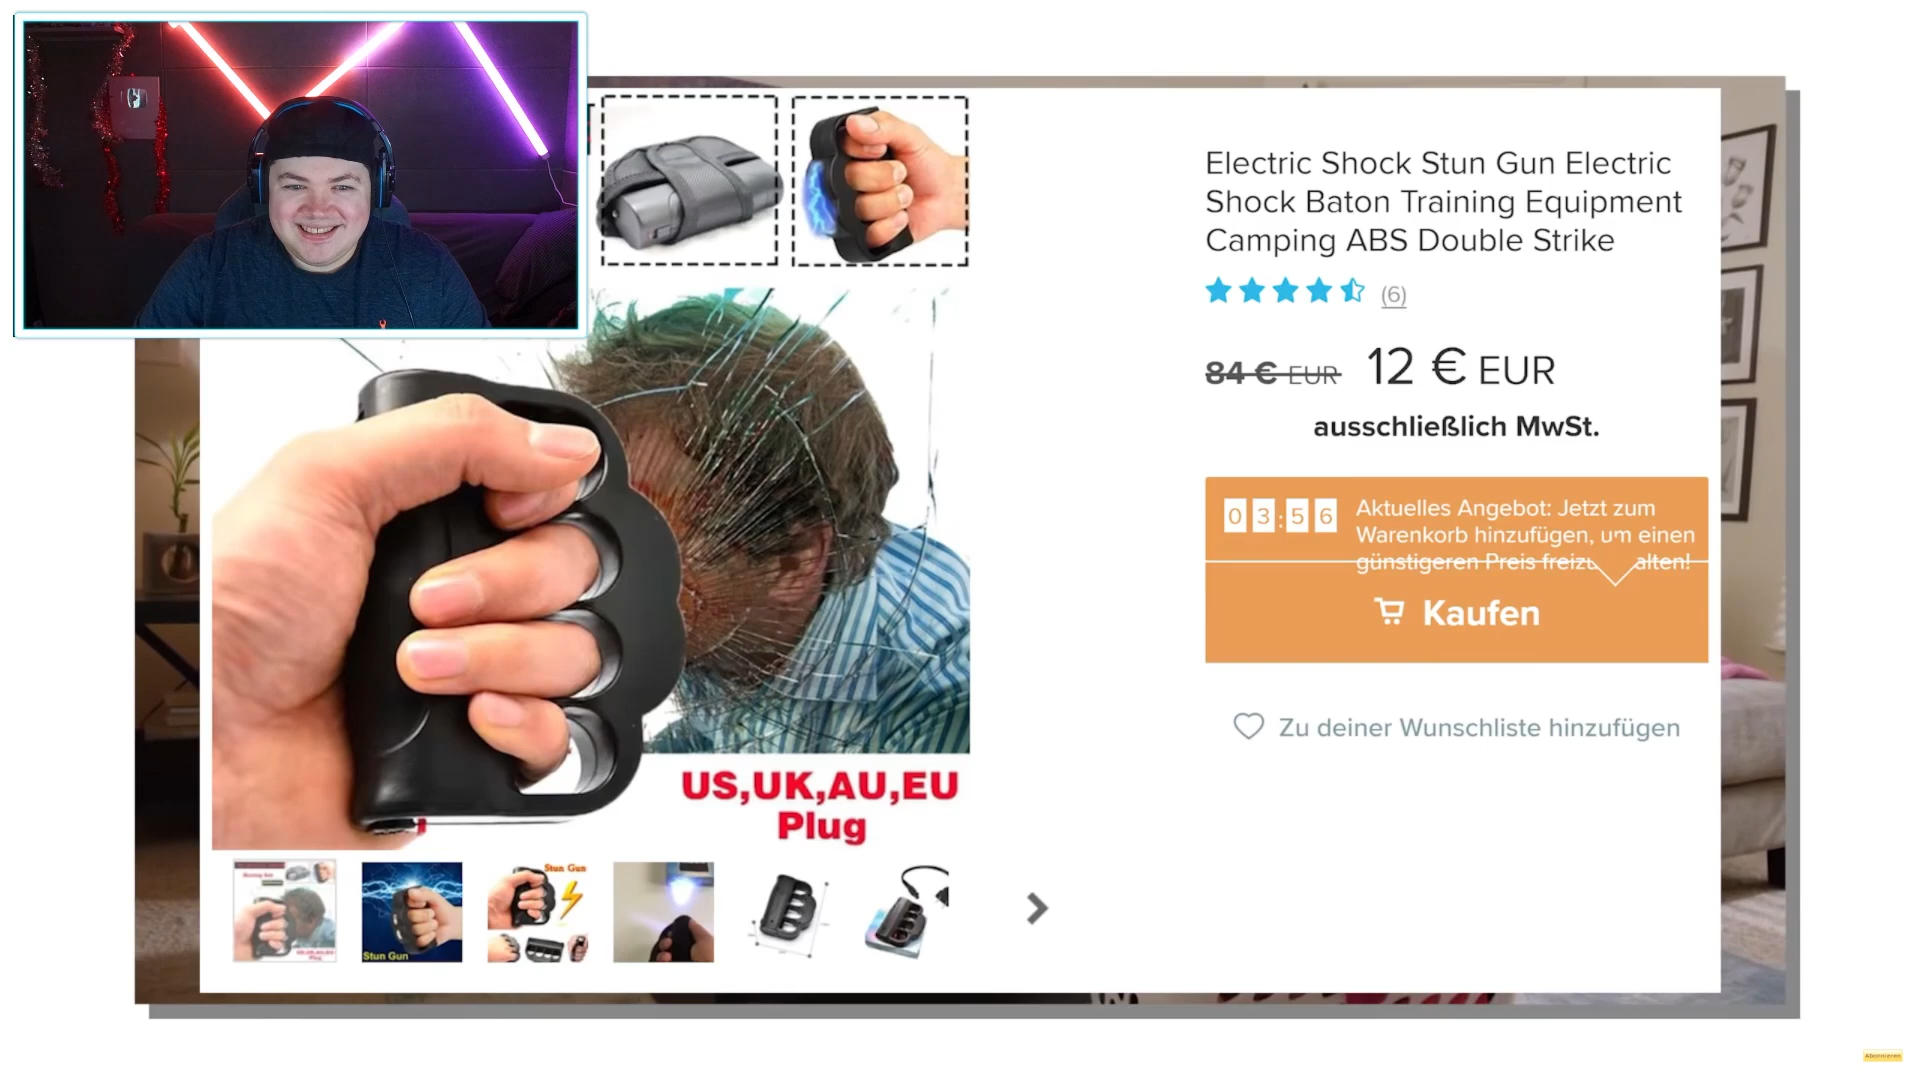 Electric Shock Stun Gun Electric
Shock Baton Training Equipment
Camping ABS Double Strike
(6)
84 € EUR 12 € EUR
ausschließlich MwSt.
03:56
Aktuelles Angebot: Jetzt zum
Warenkorb hinzufügen, um einen
günstigeren Preis alten!
Kaufen
Zu deiner Wunschliste hinzufügen
US,UK,AU,EU
Plug
Stun Gun
Stun Gun
Abonnieren